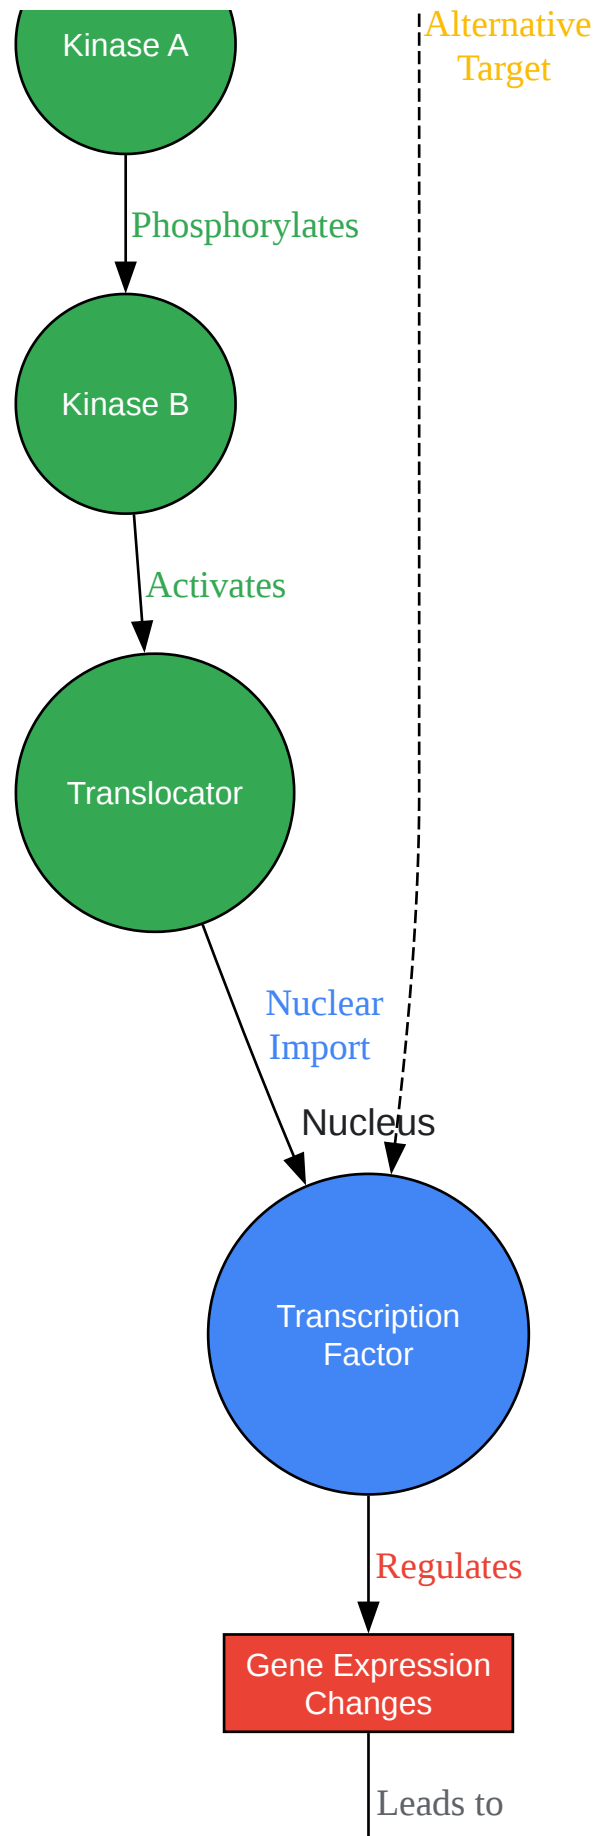 Kinase A
Alternative
Target
Phosphorylates
Kinase B
Activates
Translocator
Nuclear
Import
Nucleus
Transcription
Factor
Regulates
Gene Expression
Changes
Leads to